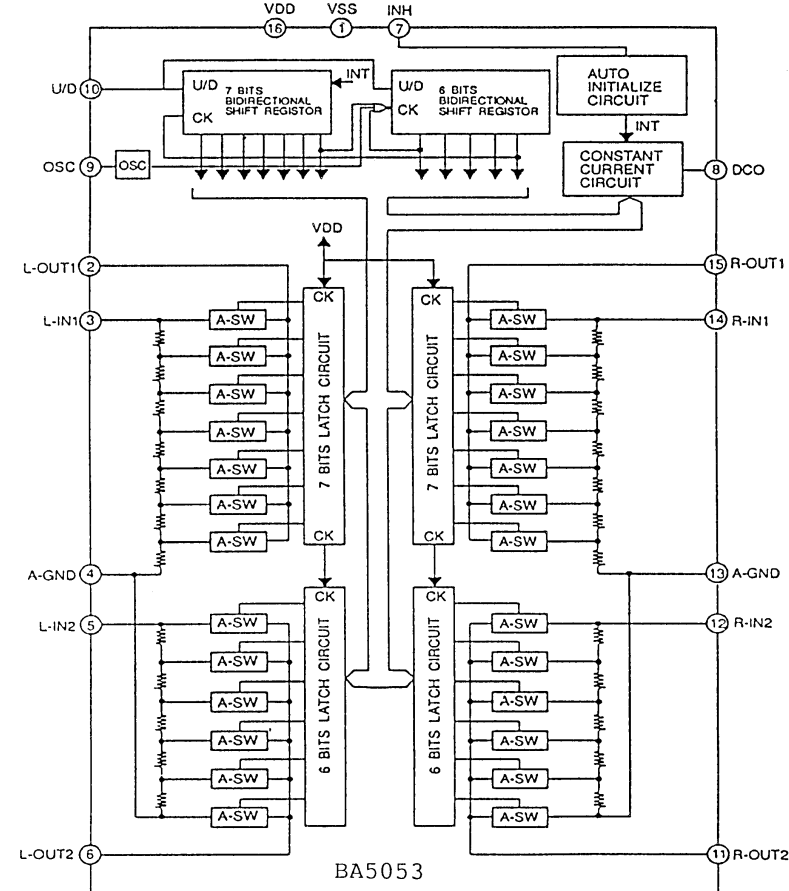 VDD VSS INH
16 1 7
U/D 10
U/D 7 BITS BIDIRECTIONAL SHIFT REGISTOR
CK
INT
U/D 6 BITS BIDIRECTIONAL SHIFT REGISTOR
CK
AUTO INITIALIZE CIRCUIT
INT
OSC 9 OSC
CONSTANT CURRENT CIRCUIT
8 DCO
VDD
L-OUT1 2
15 R-OUT1
CK
CK
L-IN1 3
14 R-IN1
A-SW A-SW
A-SW A-SW
A-SW A-SW
A-SW A-SW
A-SW A-SW
A-SW A-SW
A-SW A-SW
7 BITS LATCH CIRCUIT
7 BITS LATCH CIRCUIT
CK
CK
A-GND 4
13 A-GND
CK
CK
L-IN2 5
12 R-IN2
A-SW A-SW
A-SW A-SW
A-SW A-SW
A-SW A-SW
A-SW A-SW
A-SW A-SW
6 BITS LATCH CIRCUIT
6 BITS LATCH CIRCUIT
L-OUT2 6
11 R-OUT2
BA5053